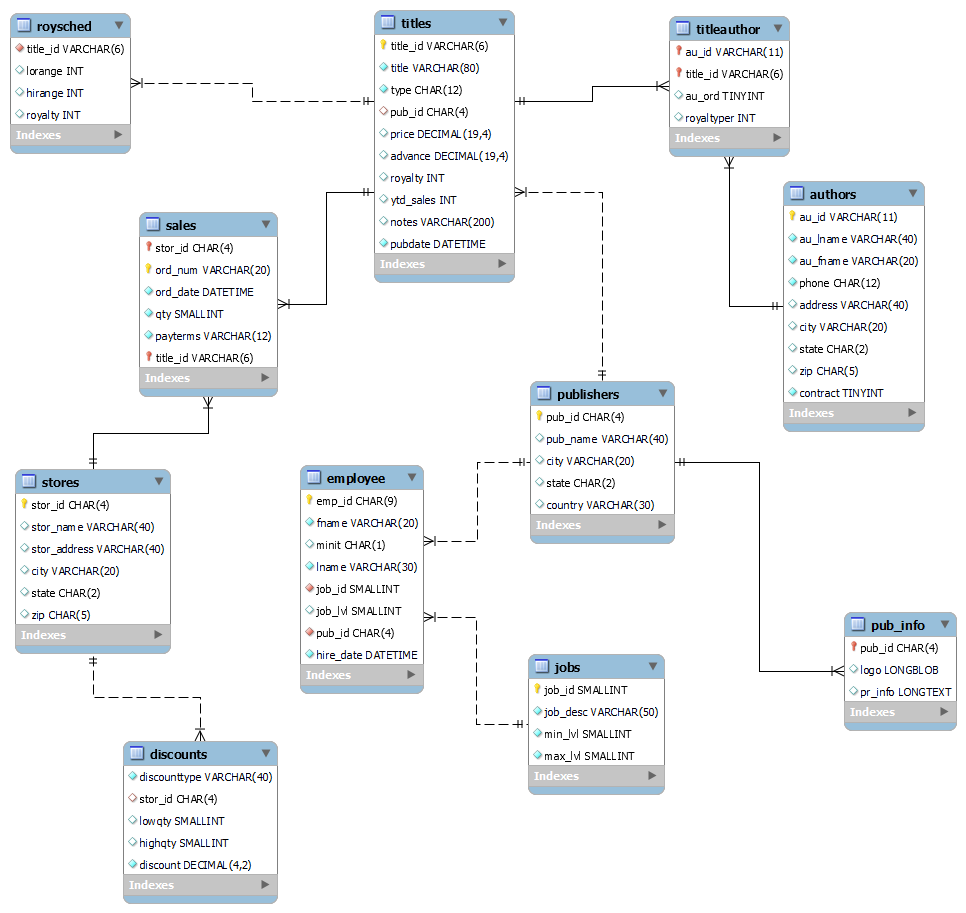 roysched
title_id VARCHAR(6)
lorange INT
hirange INT
royalty INT
Indexes
titles
title_id VARCHAR(6)
title VARCHAR(80)
type CHAR(12)
pub_id CHAR(4)
price DECIMAL(19,4)
advance DECIMAL(19,4)
royalty INT
ytd_sales INT
notes VARCHAR(200)
pubdate DATETIME
Indexes
titleauthor
au_id VARCHAR(11)
title_id VARCHAR(6)
au_ord TINYINT
royaltyper INT
Indexes
authors
au_id VARCHAR(11)
au_lname VARCHAR(40)
au_fname VARCHAR(20)
phone CHAR(12)
address VARCHAR(40)
city VARCHAR(20)
state CHAR(2)
zip CHAR(5)
contract TINYINT
Indexes
sales
stor_id CHAR(4)
ord_num VARCHAR(20)
ord_date DATETIME
qty SMALLINT
payterms VARCHAR(12)
title_id VARCHAR(6)
Indexes
publishers
pub_id CHAR(4)
pub_name VARCHAR(40)
city VARCHAR(20)
state CHAR(2)
country VARCHAR(30)
Indexes
stores
stor_id CHAR(4)
stor_name VARCHAR(40)
stor_address VARCHAR(40)
city VARCHAR(20)
state CHAR(2)
zip CHAR(5)
Indexes
employee
emp_id CHAR(9)
fname VARCHAR(20)
minit CHAR(1)
lname VARCHAR(30)
job_id SMALLINT
job_lvl SMALLINT
pub_id CHAR(4)
hire_date DATETIME
Indexes
pub_info
pub_id CHAR(4)
logo LONGBLOB
pr_info LONGTEXT
Indexes
jobs
job_id SMALLINT
job_desc VARCHAR(50)
min_lvl SMALLINT
max_lvl SMALLINT
Indexes
discounts
discounttype VARCHAR(40)
stor_id CHAR(4)
lowqty SMALLINT
highqty SMALLINT
discount DECIMAL(4,2)
Indexes